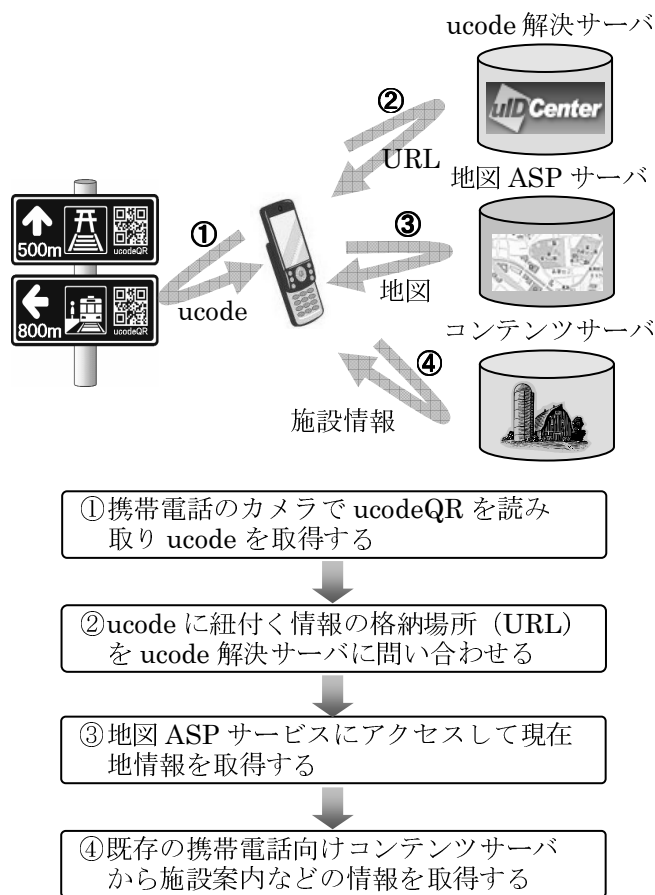 ucode 解決サーバ
②
uID Center
URL
地図 ASP サーバ
500m
ucodeQR
①
③
地図
800m
ucodeQR
ucode
コンテンツサーバ
④
施設情報
①携帯電話のカメラで ucodeQR を読み
取り ucode を取得する
②ucode に紐付く情報の格納場所（URL）
を ucode 解決サーバに問い合わせる
③地図 ASP サービスにアクセスして現在
地情報を取得する
④既存の携帯電話向けコンテンツサーバ
から施設案内などの情報を取得する